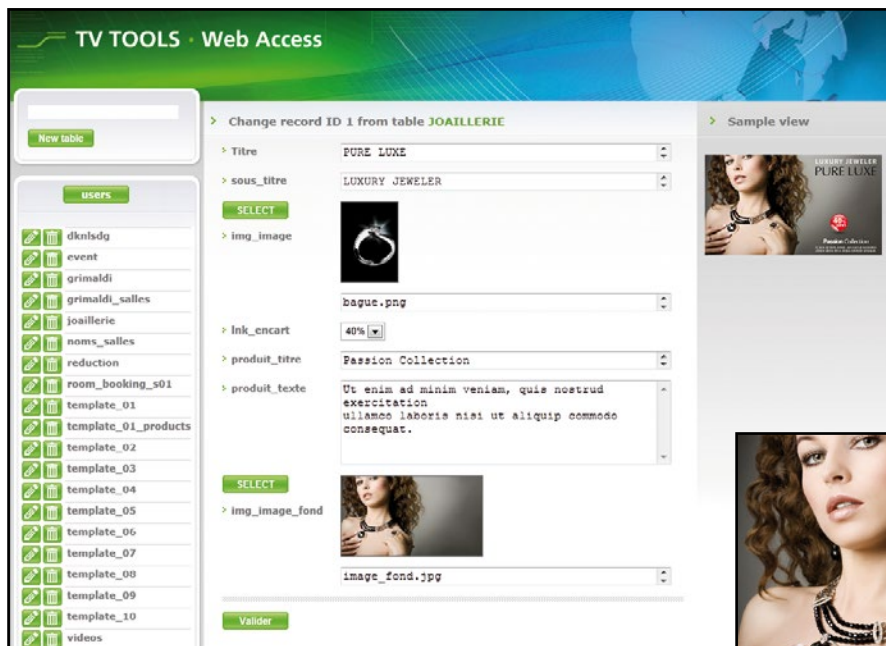 TV TOOLS · Web Access
New table
users
dknlsdg
event
grimaldi
grimaldi_salles
joaillerie
noms_salles
reduction
room_booking_s01
template_01
template_01_products
template_02
template_03
template_04
template_05
template_06
template_07
template_08
template_09
template_10
videos
> Change record ID 1 from table JOAILLERIE
> Titre
PURE LUXE
> sous_titre
LUXURY JEWELER
SELECT
> img_image
bague.png
> lnk_encart
40%
> produit_titre
Passion Collection
> produit_texte
Ut enim ad minim veniam, quis nostrud
exercitation
ullamco laboris nisi ut aliquip commodo
consequat.
SELECT
> img_image_fond
image_fond.jpg
Valider
> Sample view
LUXURY JEWELER
PURE LUXE
Passion Collection